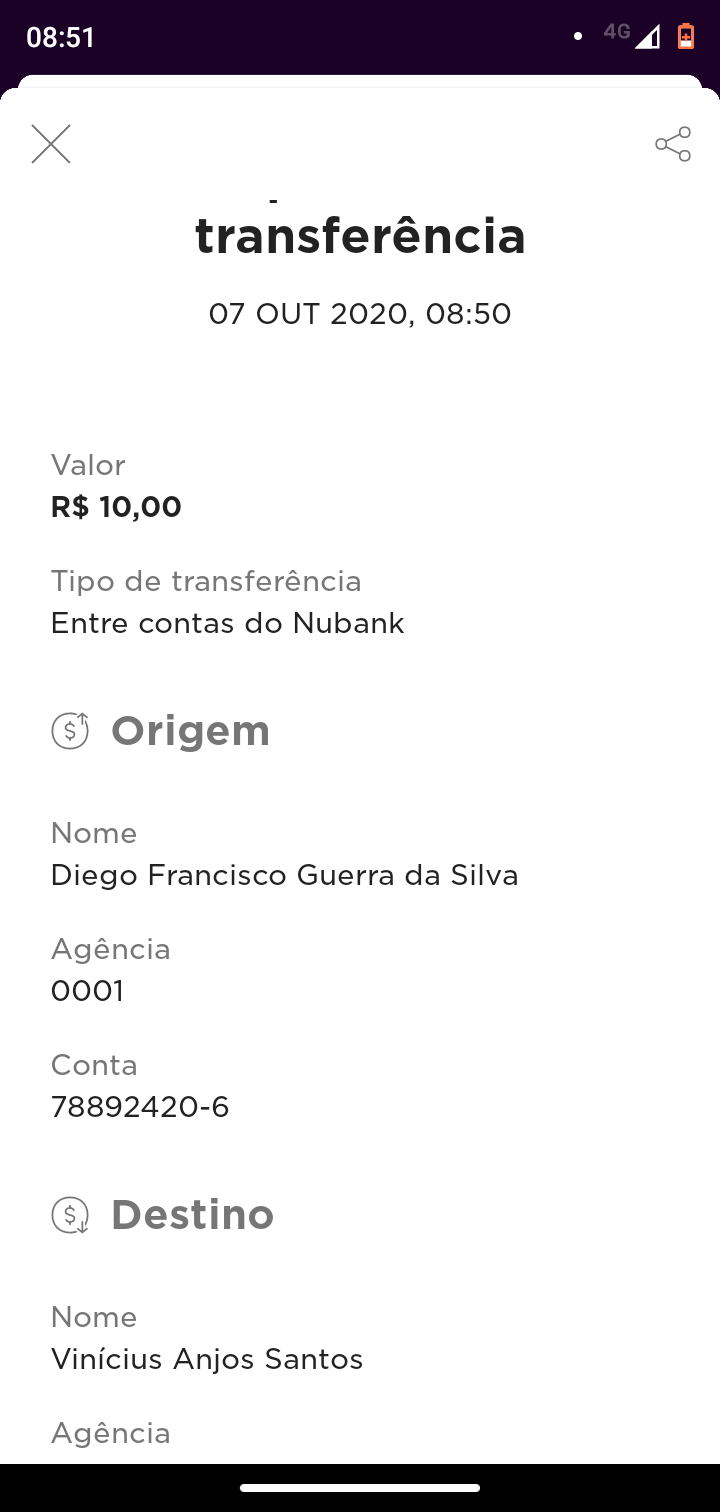 08:51
4G
transferência
07 OUT 2020, 08:50
Valor
R$ 10,00
Tipo de transferência
Entre contas do Nubank
Origem
Nome
Diego Francisco Guerra da Silva
Agência
0001
Conta
78892420-6
Destino
Nome
Vinícius Anjos Santos
Agência